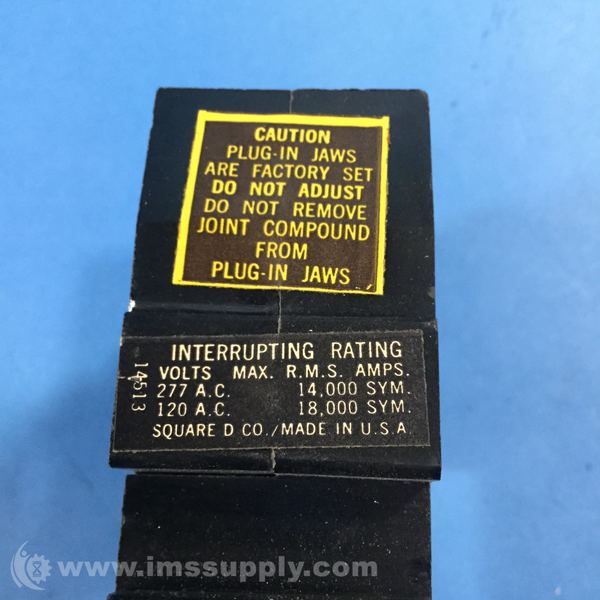 CAUTION
PLUG-IN JAWS
ARE FACTORY SET
DO NOT ADJUST
DO NOT REMOVE
JOINT COMPOUND
FROM
PLUG-IN JAWS
14513
INTERRUPTING RATING
VOLTS MAX. R.M.S. AMPS.
277 A.C. 14,000 SYM.
120 A.C. 18,000 SYM.
SQUARE D CO./MADE IN U.S.A.
www.imssupply.com